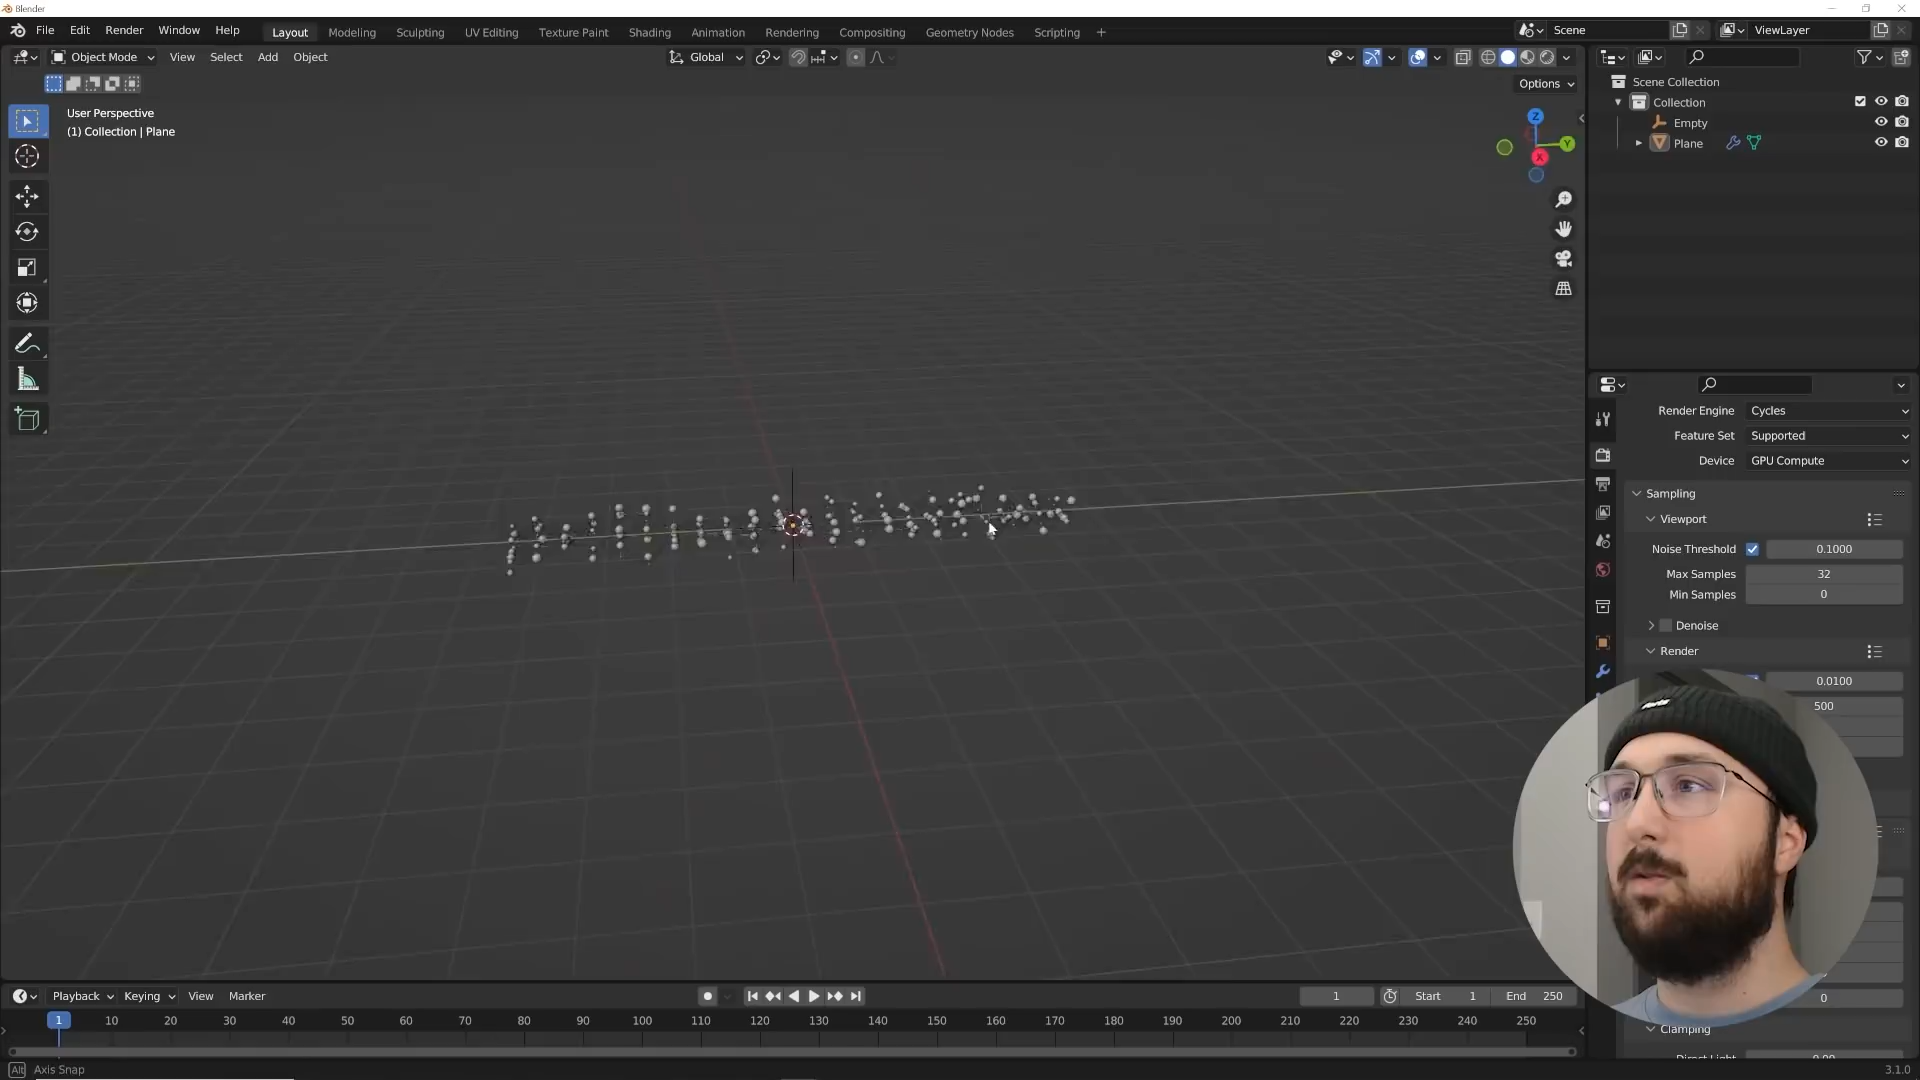 Blender
File Edit Render Window Help Layout Modeling Sculpting UV Editing Texture Paint Shading Animation Rendering Compositing Geometry Nodes Scripting + Scene ViewLayer
Object Mode View Select Add Object Global
Options
User Perspective
(1) Collection | Plane
Z
Y
X
Scene Collection
Collection
Empty
Plane
Render Engine Cycles
Feature Set Supported
Device GPU Compute
Sampling
Viewport
Noise Threshold 0.1000
Max Samples 32
Min Samples 0
Denoise
Render
0.0100
500
0
Clamping
Direct Light 0.00
Playback Keying View Marker 1 Start 1 End 250
1 10 20 30 40 50 60 70 80 90 100 110 120 130 140 150 160 170 180 190 200 210 220 230 240 250
Alt Axis Snap
3.1.0